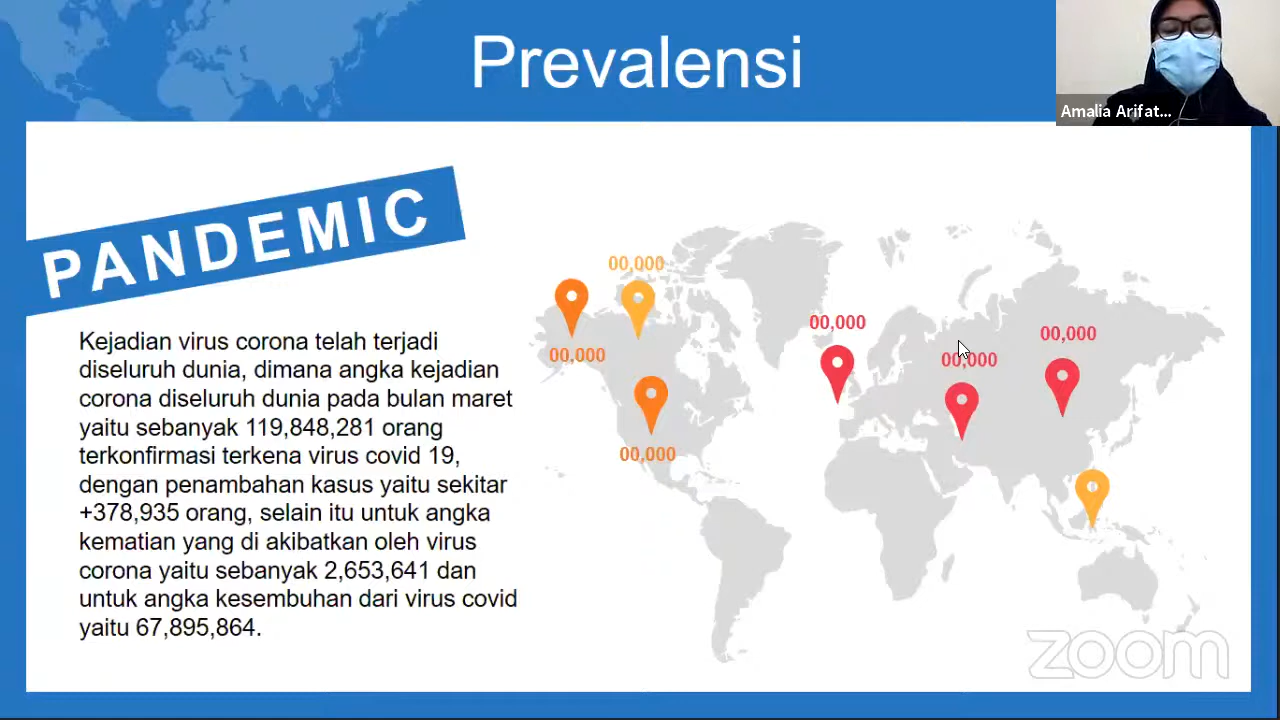 Prevalensi
Amalia Arifat...
PANDEMIC
Kejadian virus corona telah terjadi
diseluruh dunia, dimana angka kejadian
corona diseluruh dunia pada bulan maret
yaitu sebanyak 119,848,281 orang
terkonfirmasi terkena virus covid 19,
dengan penambahan kasus yaitu sekitar
+378,935 orang, selain itu untuk angka
kematian yang di akibatkan oleh virus
corona yaitu sebanyak 2,653,641 dan
untuk angka kesembuhan dari virus covid
yaitu 67,895,864.
00,000
00,000
00,000
00,000
00,000
00,000
zoom